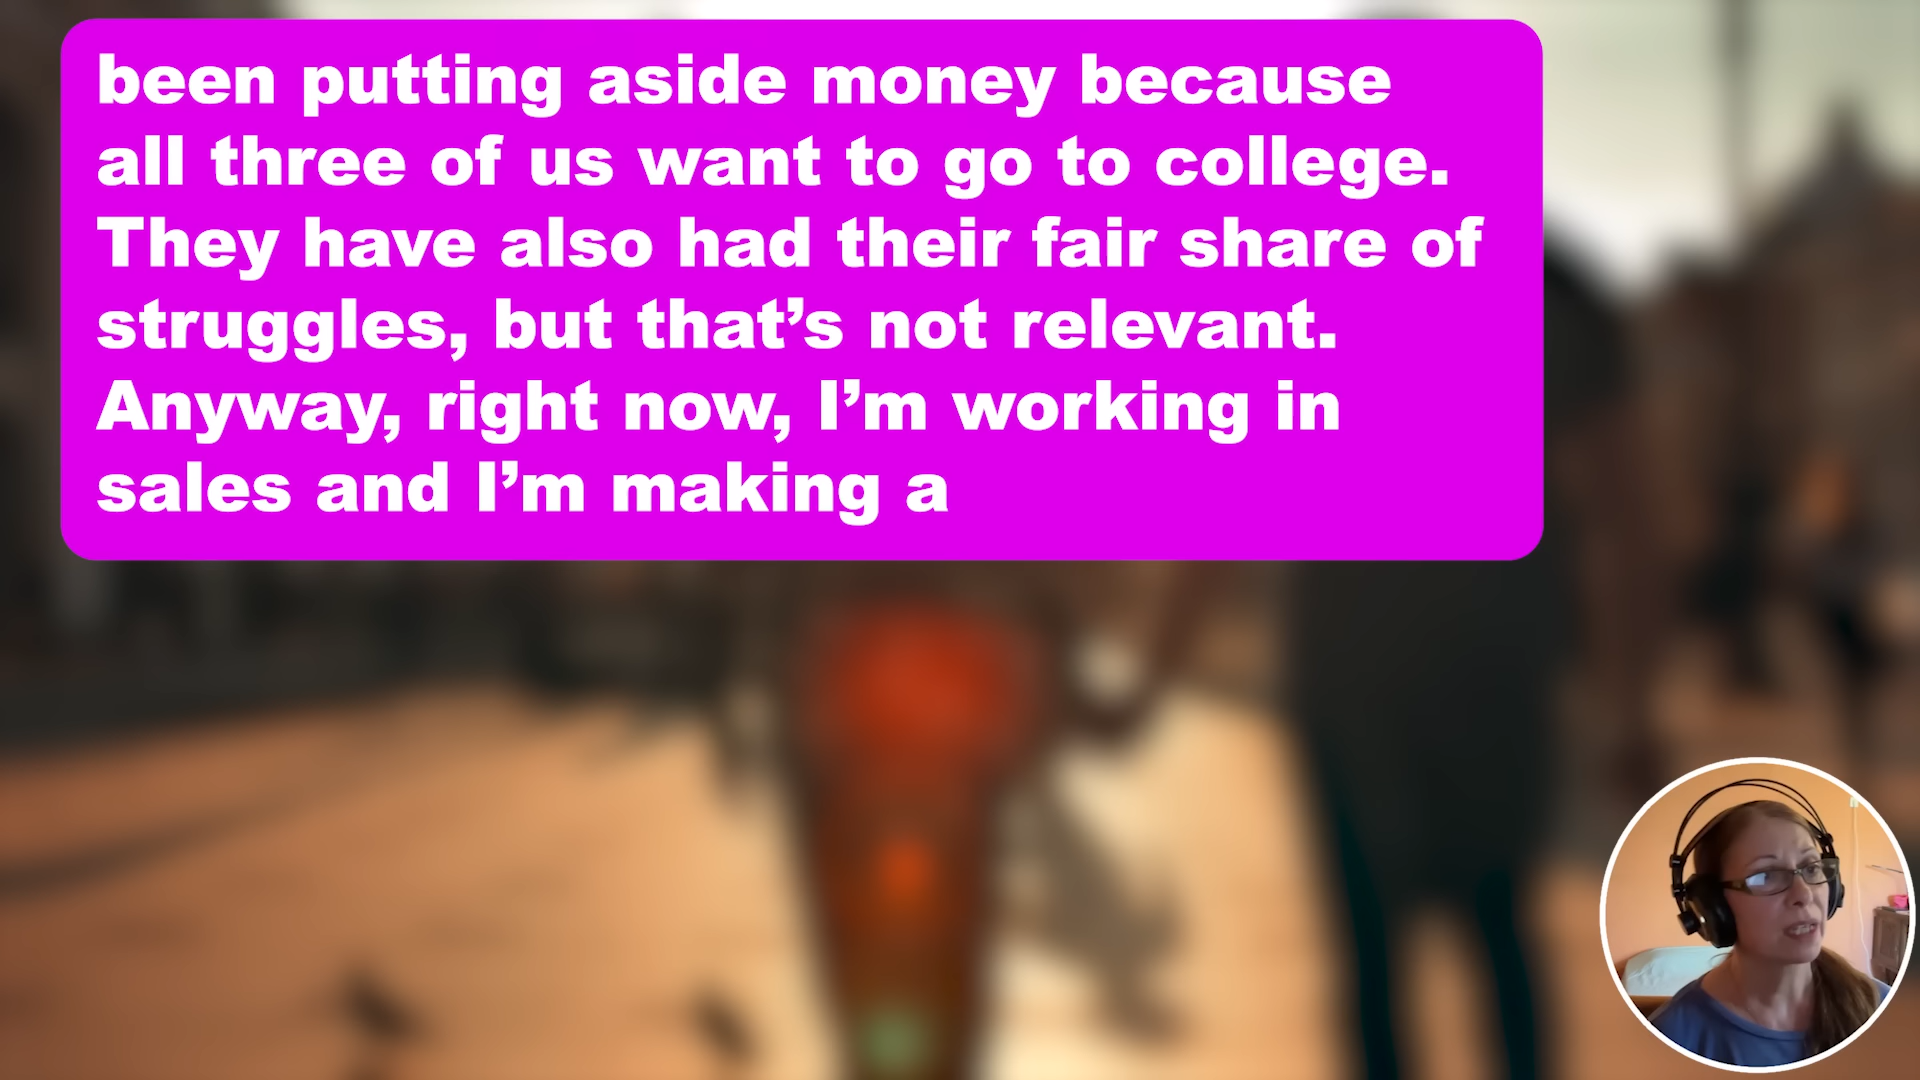 been putting aside money because
all three of us want to go to college.
They have also had their fair share of
struggles, but that’s not relevant.
Anyway, right now, I’m working in
sales and I’m making a